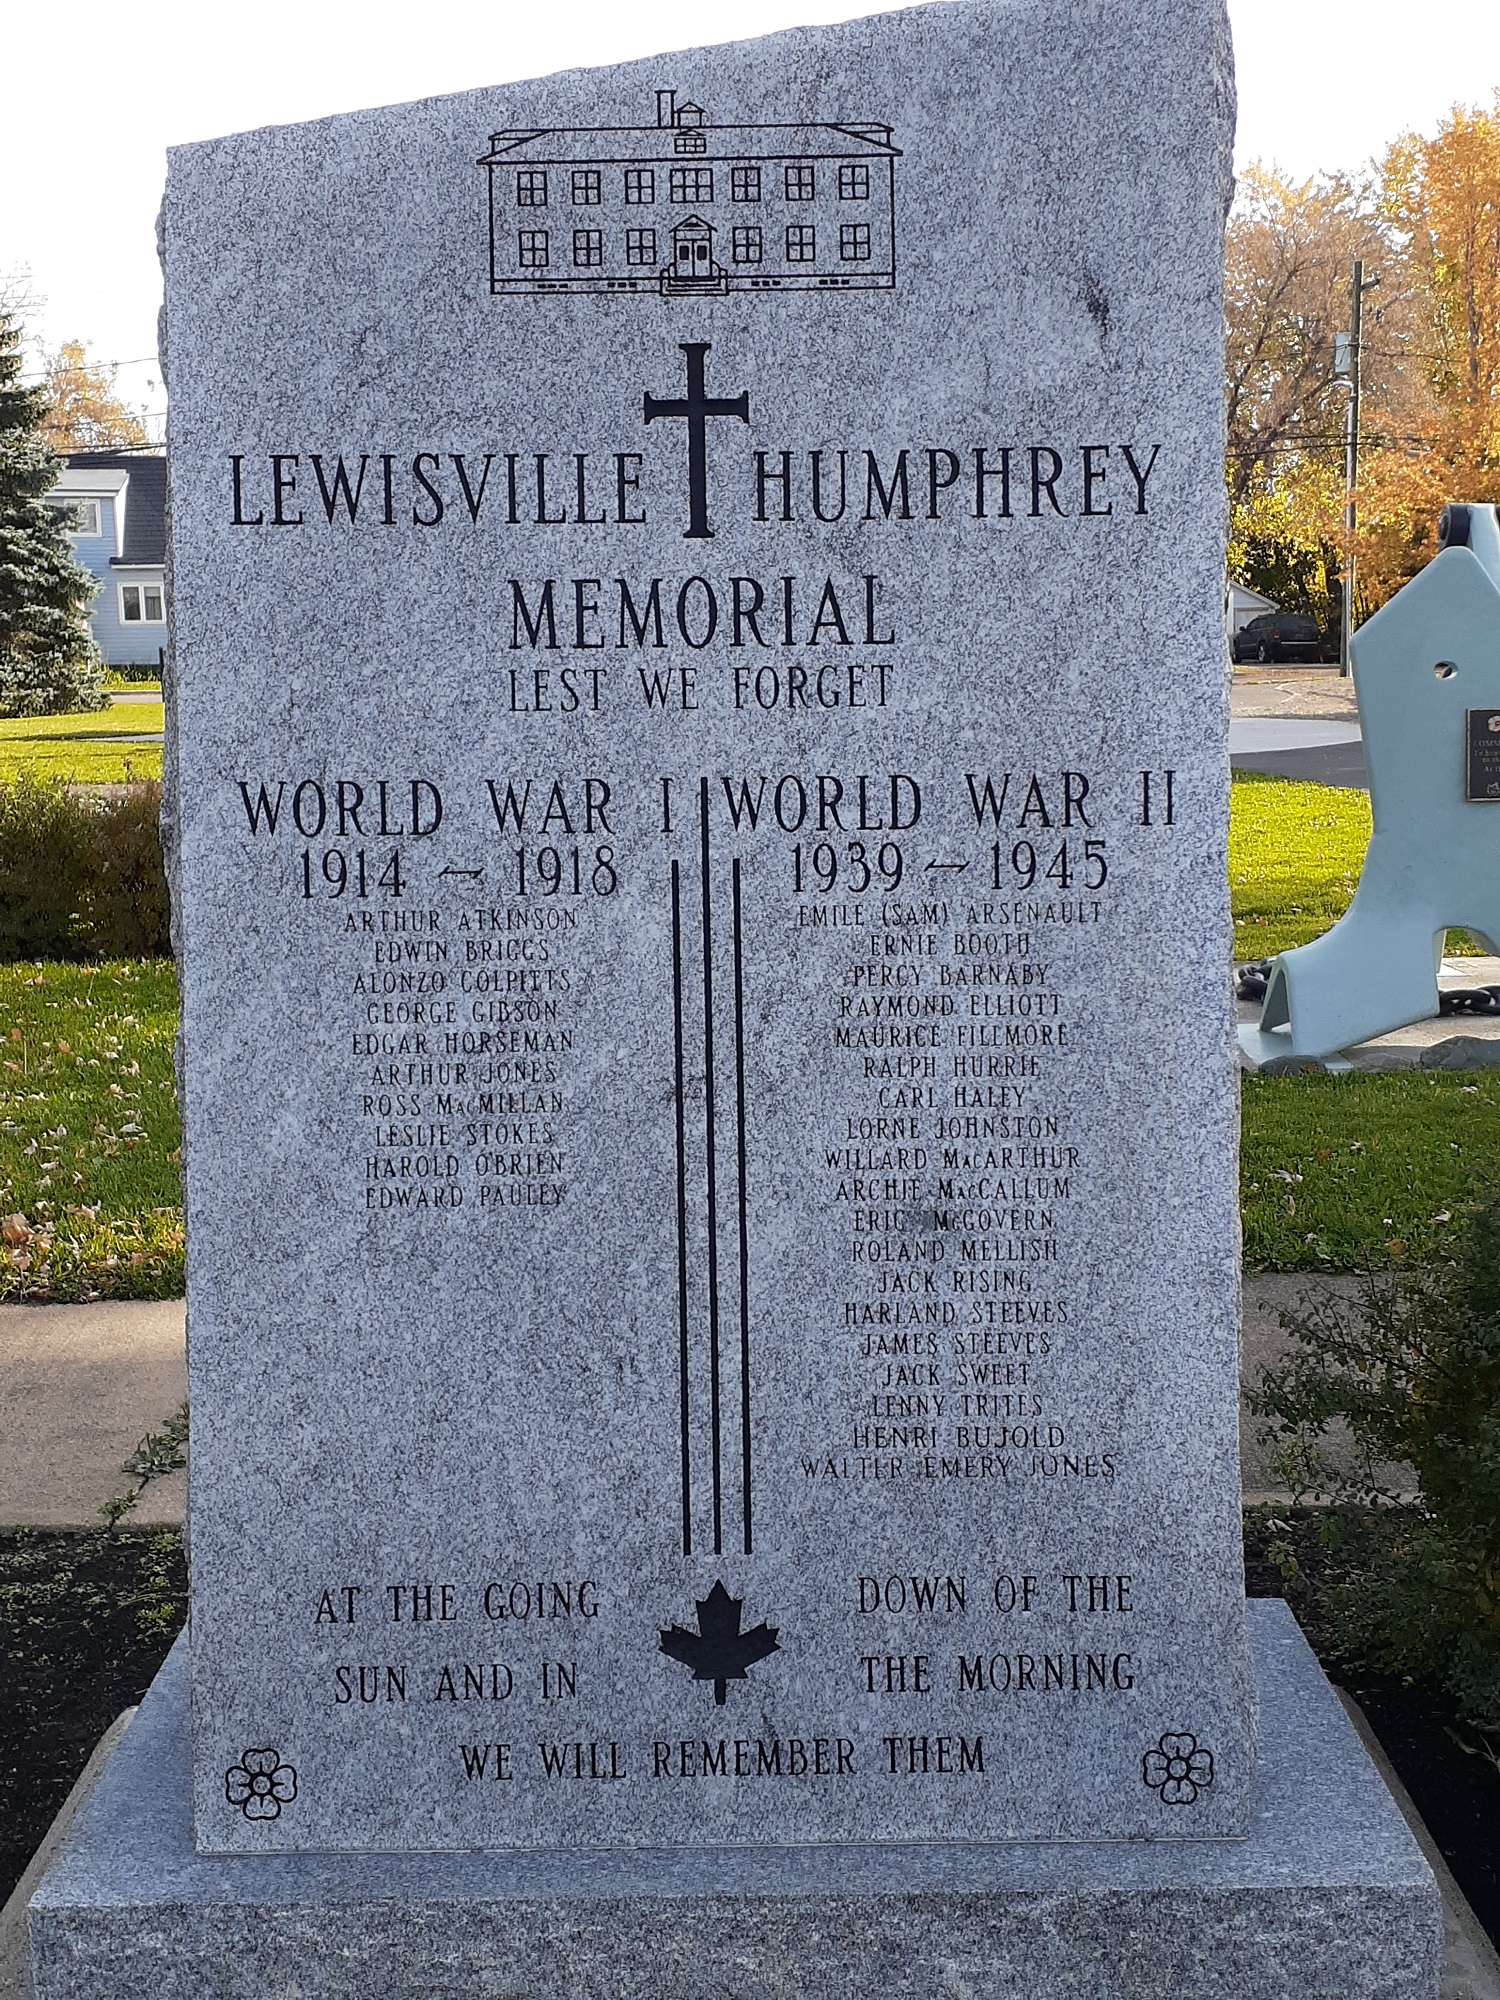 LEWISVILLE HUMPHREY
MEMORIAL
LEST WE FORGET
WORLD WAR I
1914 - 1918
ARTHUR ATKINSON
EDWIN BRIGGS
ALONZO COLPITTS
GEORGE GIBSON
EDGAR HORSEMAN
ARTHUR JONES
ROSS MacMILLAN
LESLIE STOKES
HAROLD O'BRIEN
EDWARD PAULEY
WORLD WAR II
1939 - 1945
EMILE (SAM) ARSENAULT
ERNIE BOOTH
PERCY BARNABY
RAYMOND ELLIOTT
MAURICE FILLMORE
RALPH HURRIE
CARL HALEY
LORNE JOHNSTON
WILLARD MacARTHUR
ARCHIE MacCALLUM
ERIC McGOVERN
ROLAND MELLISH
JACK RISING
HARLAND STEEVES
JAMES STEEVES
JACK SWEET
LENNY TRITES
HENRI BUJOLD
WALTER EMERY JONES
AT THE GOING DOWN OF THE
SUN AND IN THE MORNING
WE WILL REMEMBER THEM